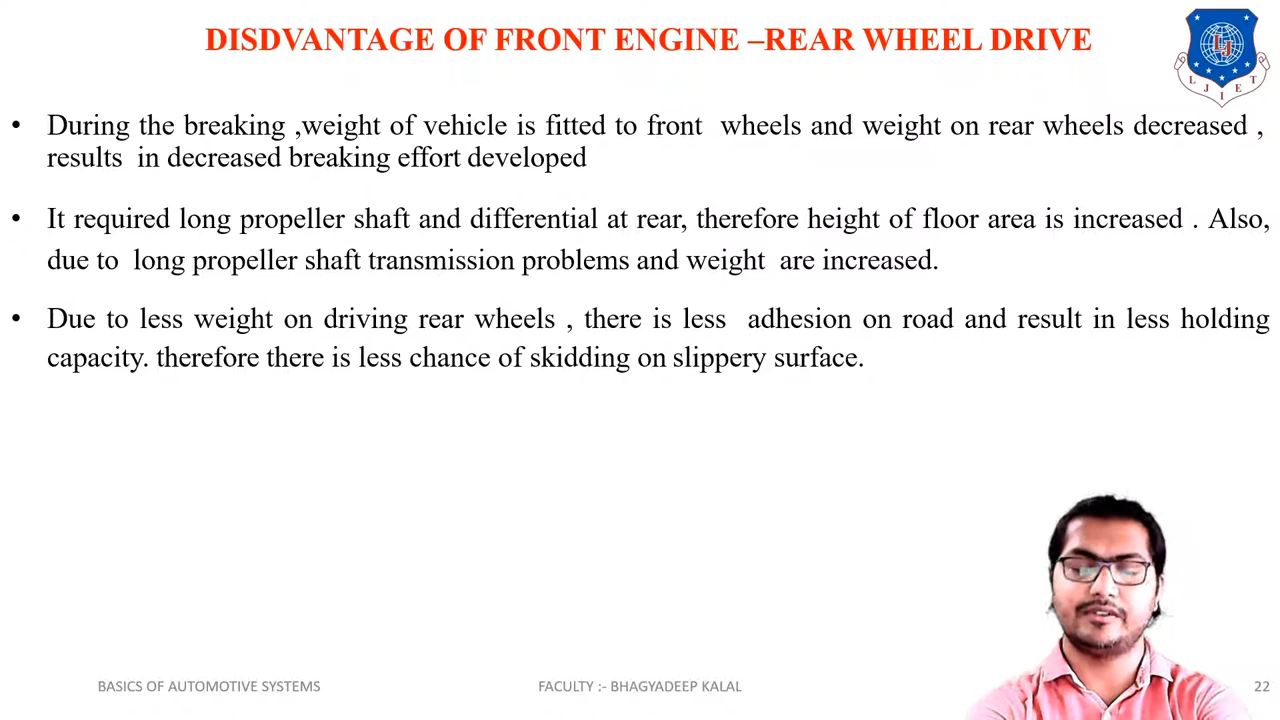 DISDVANTAGE OF FRONT ENGINE –REAR WHEEL DRIVE
L J I E T
• During the breaking ,weight of vehicle is fitted to front wheels and weight on rear wheels decreased ,
results in decreased breaking effort developed
• It required long propeller shaft and differential at rear, therefore height of floor area is increased . Also,
due to long propeller shaft transmission problems and weight are increased.
• Due to less weight on driving rear wheels , there is less adhesion on road and result in less holding
capacity. therefore there is less chance of skidding on slippery surface.
BASICS OF AUTOMOTIVE SYSTEMS
FACULTY :- BHAGYADEEP KALAL
22